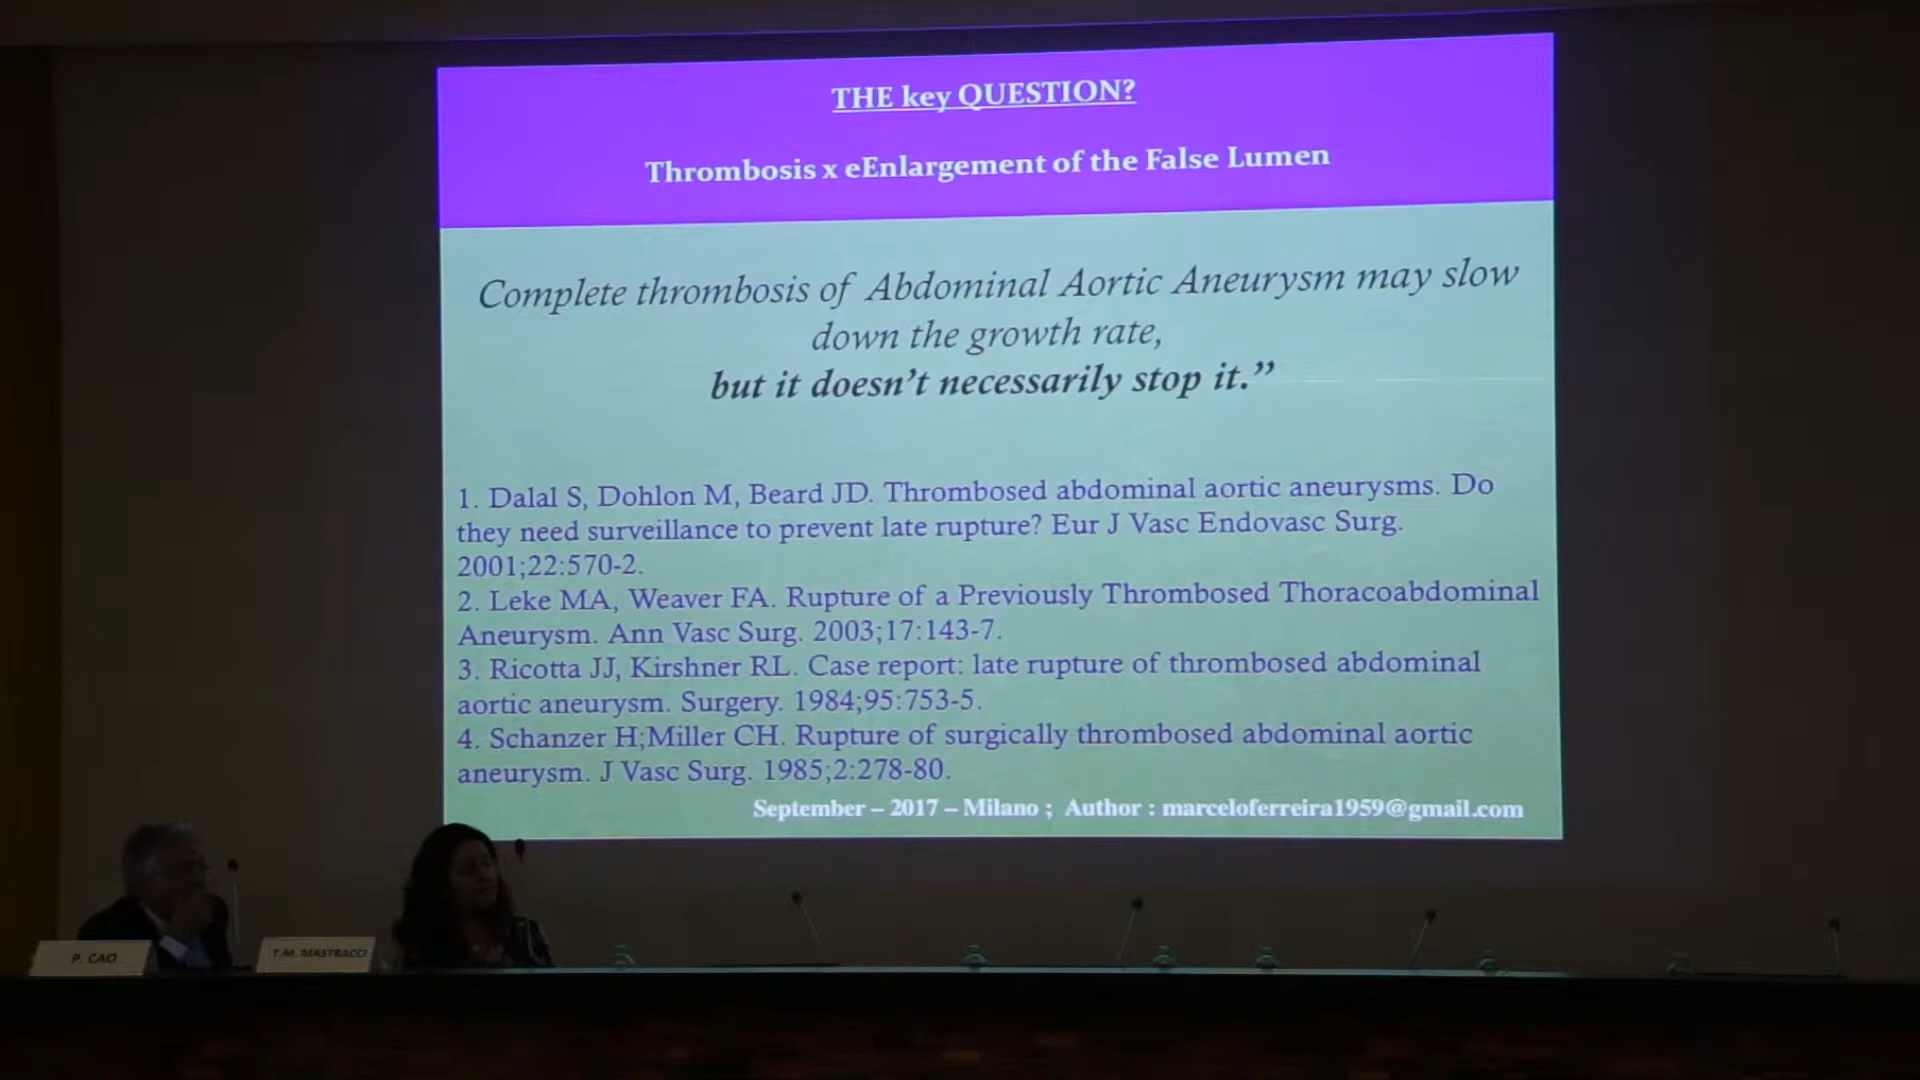 THE key QUESTION?
Thrombosis x eEnlargement of the False Lumen
Complete thrombosis of Abdominal Aortic Aneurysm may slow
down the growth rate,
but it doesn’t necessarily stop it.”
1. Dalal S, Dohlon M, Beard JD. Thrombosed abdominal aortic aneurysms. Do
they need surveillance to prevent late rupture? Eur J Vasc Endovasc Surg.
2001;22:570-2.
2. Leke MA, Weaver FA. Rupture of a Previously Thrombosed Thoracoabdominal
Aneurysm. Ann Vasc Surg. 2003;17:143-7.
3. Ricotta JJ, Kirshner RL. Case report: late rupture of thrombosed abdominal
aortic aneurysm. Surgery. 1984;95:753-5.
4. Schanzer H;Miller CH. Rupture of surgically thrombosed abdominal aortic
aneurysm. J Vasc Surg. 1985;2:278-80.
September – 2017 – Milano ; Author : marceloferreira1959@gmail.com
P. CAO
T.M. MASTRACCI